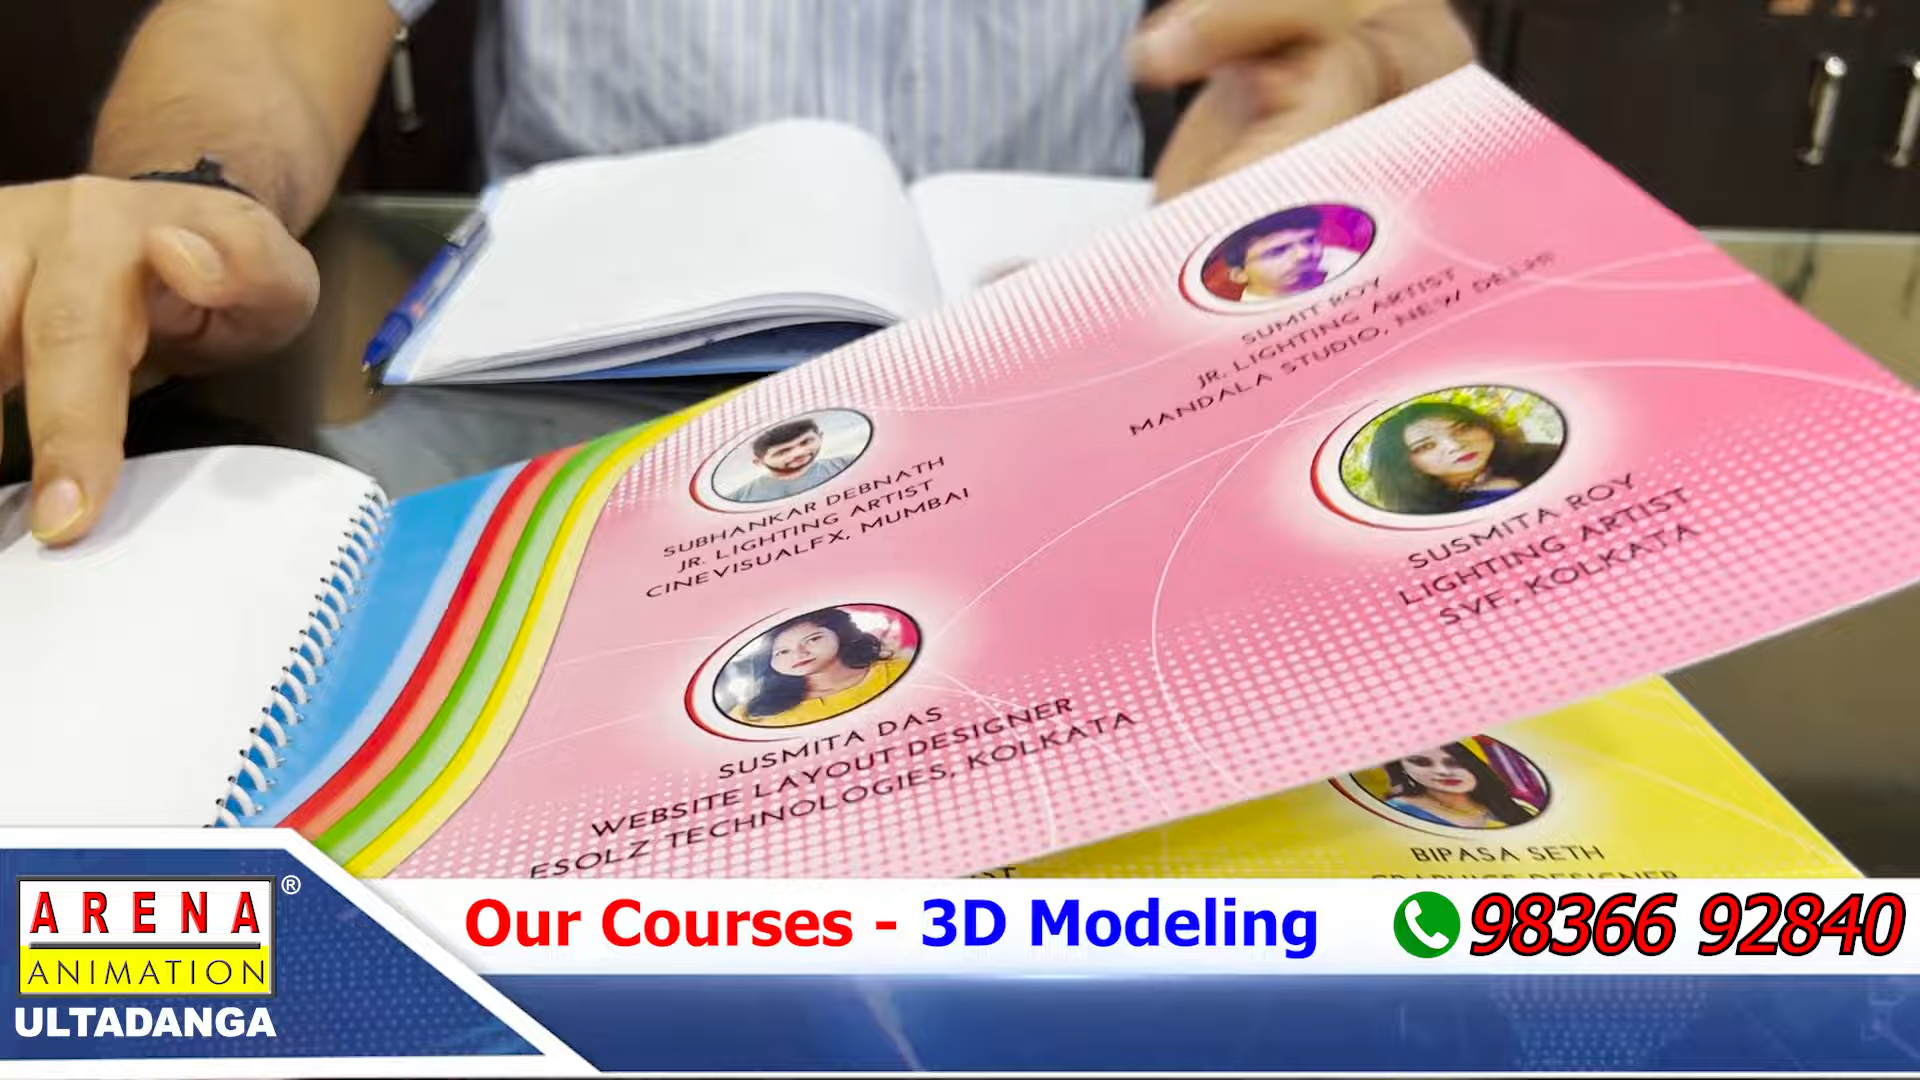 SUMIT ROY
JR. LIGHTING ARTIST
MANDALA STUDIO, NEW DELHI
SUBHANKAR DEBNATH
JR. LIGHTING ARTIST
CINEVISUALFX, MUMBAI
SUSMITA ROY
LIGHTING ARTIST
SVF, KOLKATA
SUSMITA DAS
WEBSITE LAYOUT DESIGNER
ESOLZ TECHNOLOGIES, KOLKATA
BIPASA SETH
GRAPHICS DESIGNER
ARENA ®
ANIMATION
ULTADANGA
Our Courses - 3D Modeling
98366 92840